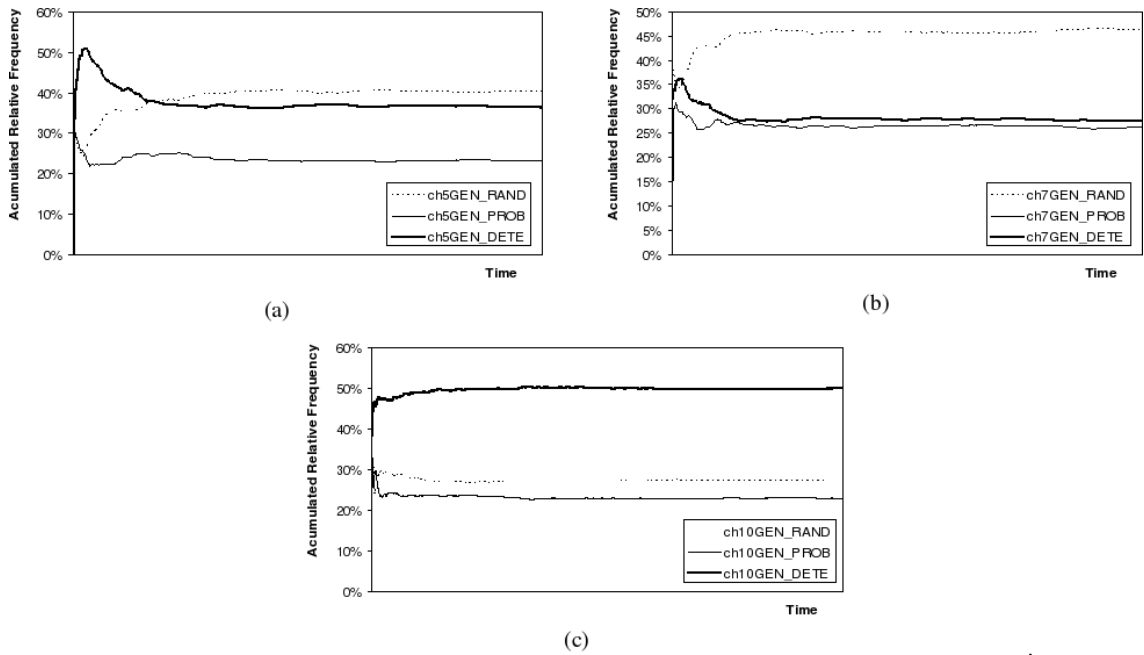 60%
50%
40%
30%
20%
10%
0%
Acumulated Relative Frequency
ch5GEN_RAND
ch5GEN_PROB
ch5GEN_DETE
Time
(a)
50%
45%
40%
35%
30%
25%
20%
15%
10%
5%
0%
Acumulated Relative Frequency
ch7GEN_RAND
ch7GEN_PROB
ch7GEN_DETE
Time
(b)
60%
50%
40%
30%
20%
10%
0%
Acumulated Relative Frequency
ch10GEN_RAND
ch10GEN_PROB
ch10GEN_DETE
Time
(c)